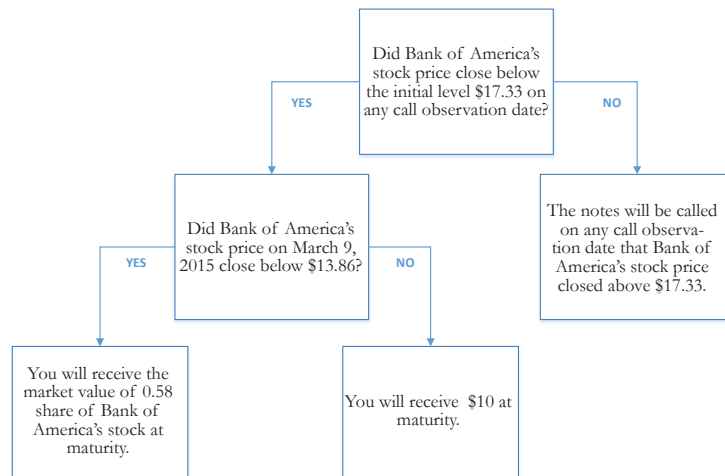 Did Bank of America's
stock price close below
the initial level $17.33 on
any call observation date?
YES
NO
Did Bank of America's
stock price on March 9,
2015 close below $13.86?
The notes will be called
on any call observa-
tion date that Bank of
America's stock price
closed above $17.33.
YES
NO
You will receive the
market value of 0.58
share of Bank of
America's stock at
maturity.
You will receive $10 at
maturity.